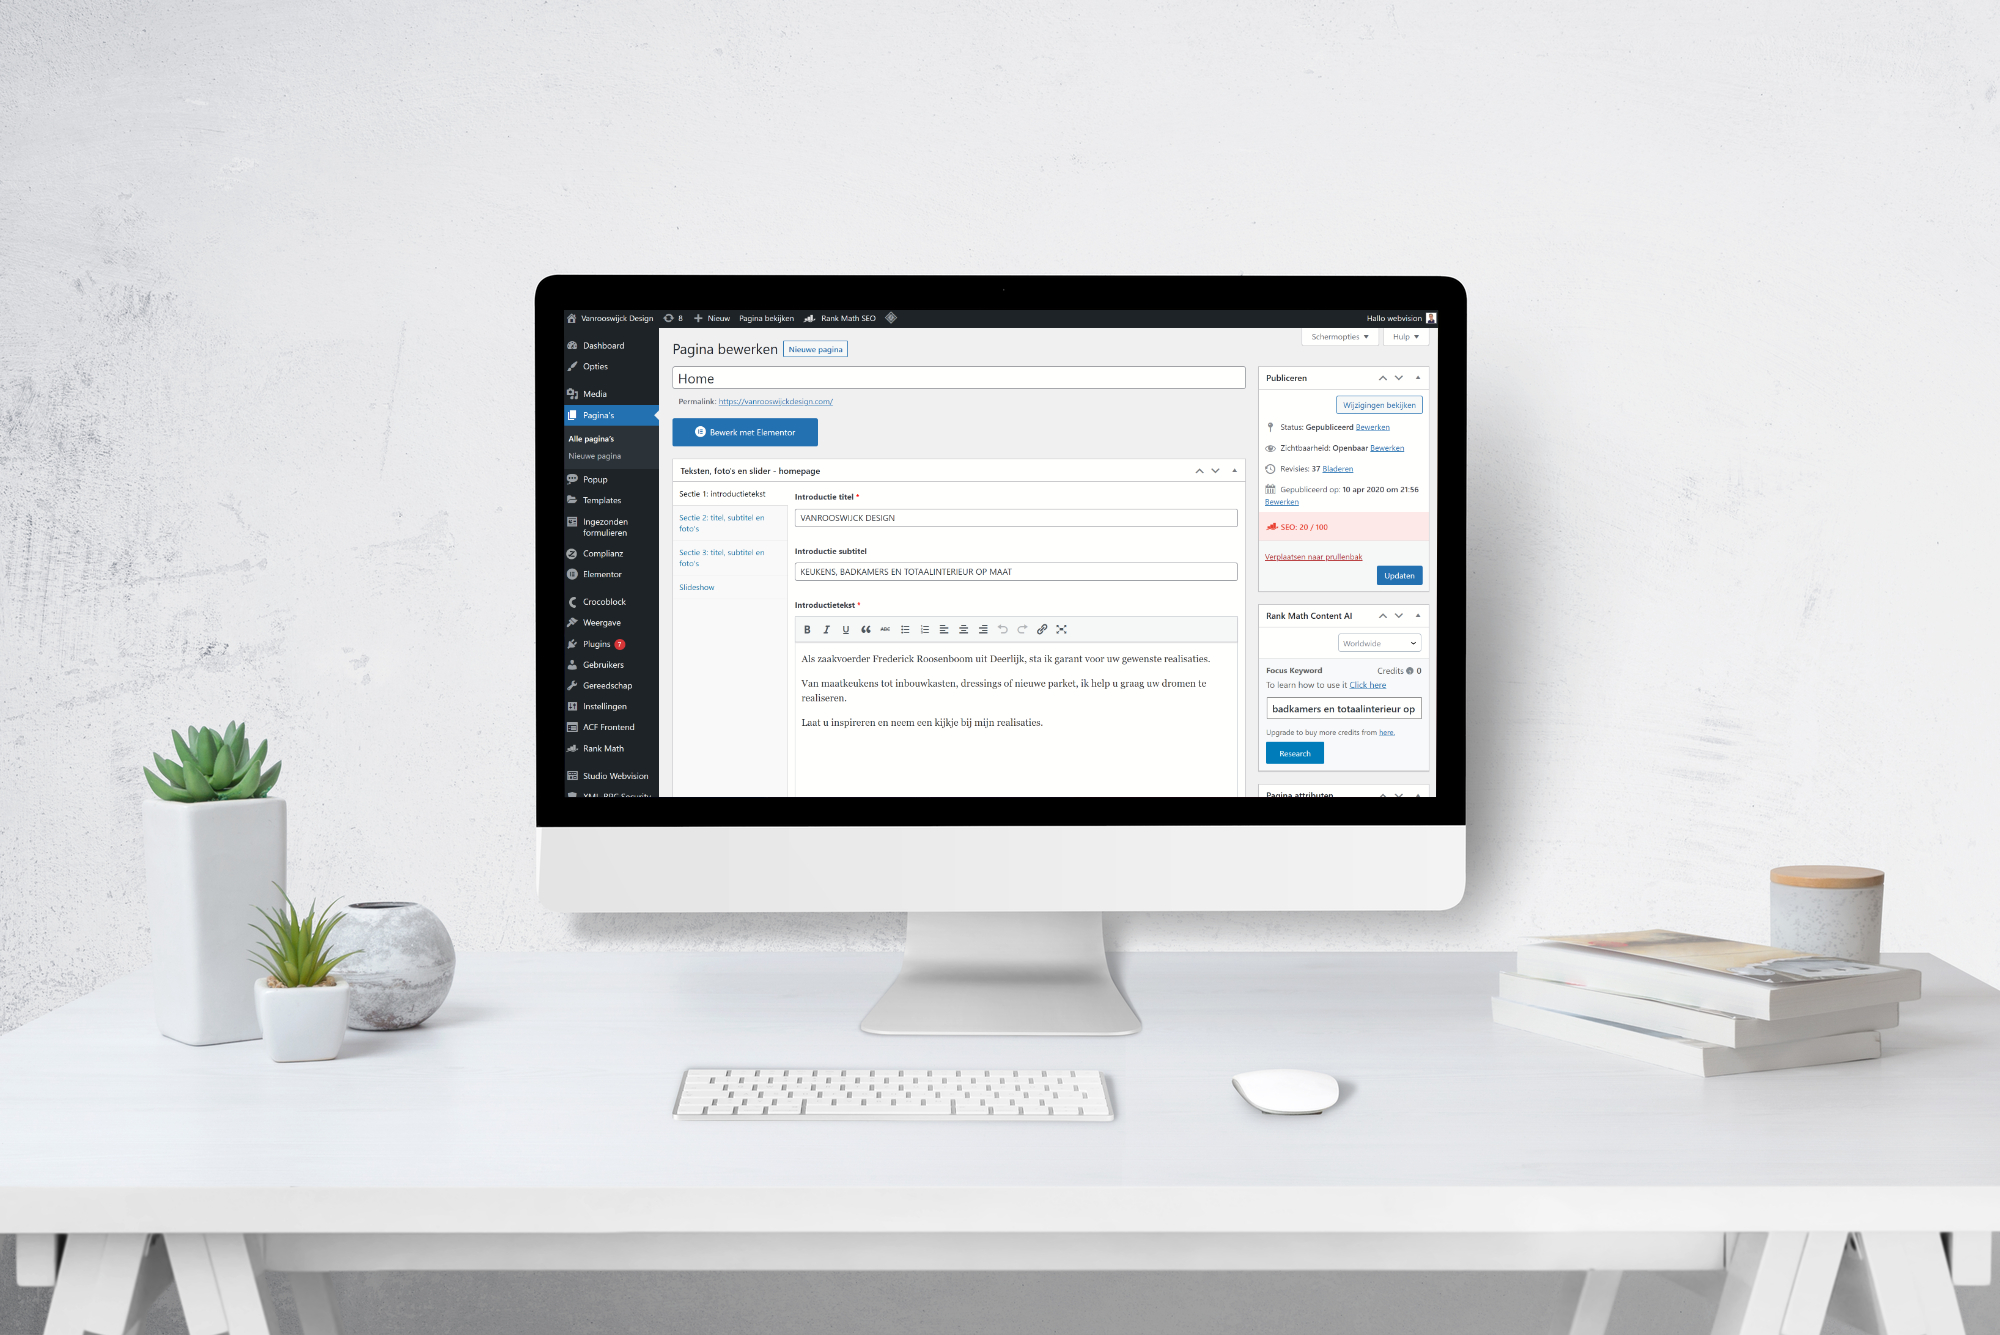 Vanrooswijck Design 8 Nieuw Pagina bekijken Rank Math SEO Hallo webvision
Dashboard
Opties
Media
Pagina's
Alle pagina's
Nieuwe pagina
Popup
Templates
Ingezonden
formulieren
Complianz
Elementor
Crocoblock
Weergave
Plugins 7
Gebruikers
Gereedschap
Instellingen
ACF Frontend
Rank Math
Studio Webvision
XML-RPC Security
Schermopties Hulp
Pagina bewerken Nieuwe pagina
Home
Permalink: https://vanrooswijckdesign.com/
Bewerk met Elementor
Teksten, foto's en slider - homepage
Sectie 1: introductietekst
Sectie 2: titel, subtitel en
foto's
Sectie 3: titel, subtitel en
foto's
Slideshow
Introductie titel *
VANROOSWIJCK DESIGN
Introductie subtitel
KEUKENS, BADKAMERS EN TOTAALINTERIEUR OP MAAT
Introductietekst *
B I U ABC
Als zaakvoerder Frederick Roosenboom uit Deerlijk, sta ik garant voor uw gewenste realisaties.
Van maatkeukens tot inbouwkasten, dressings of nieuwe parket, ik help u graag uw dromen te
realiseren.
Laat u inspireren en neem een kijkje bij mijn realisaties.
Publiceren
Wijzigingen bekijken
Status: Gepubliceerd Bewerken
Zichtbaarheid: Openbaar Bewerken
Revisies: 37 Bladeren
Gepubliceerd op: 10 apr 2020 om 21:56
Bewerken
SEO: 20 / 100
Verplaatsen naar prullenbak
Updaten
Rank Math Content AI
Worldwide
Focus Keyword Credits 0
To learn how to use it Click here
badkamers en totaalinterieur op
Upgrade to buy more credits from here.
Research
Pagina attributen